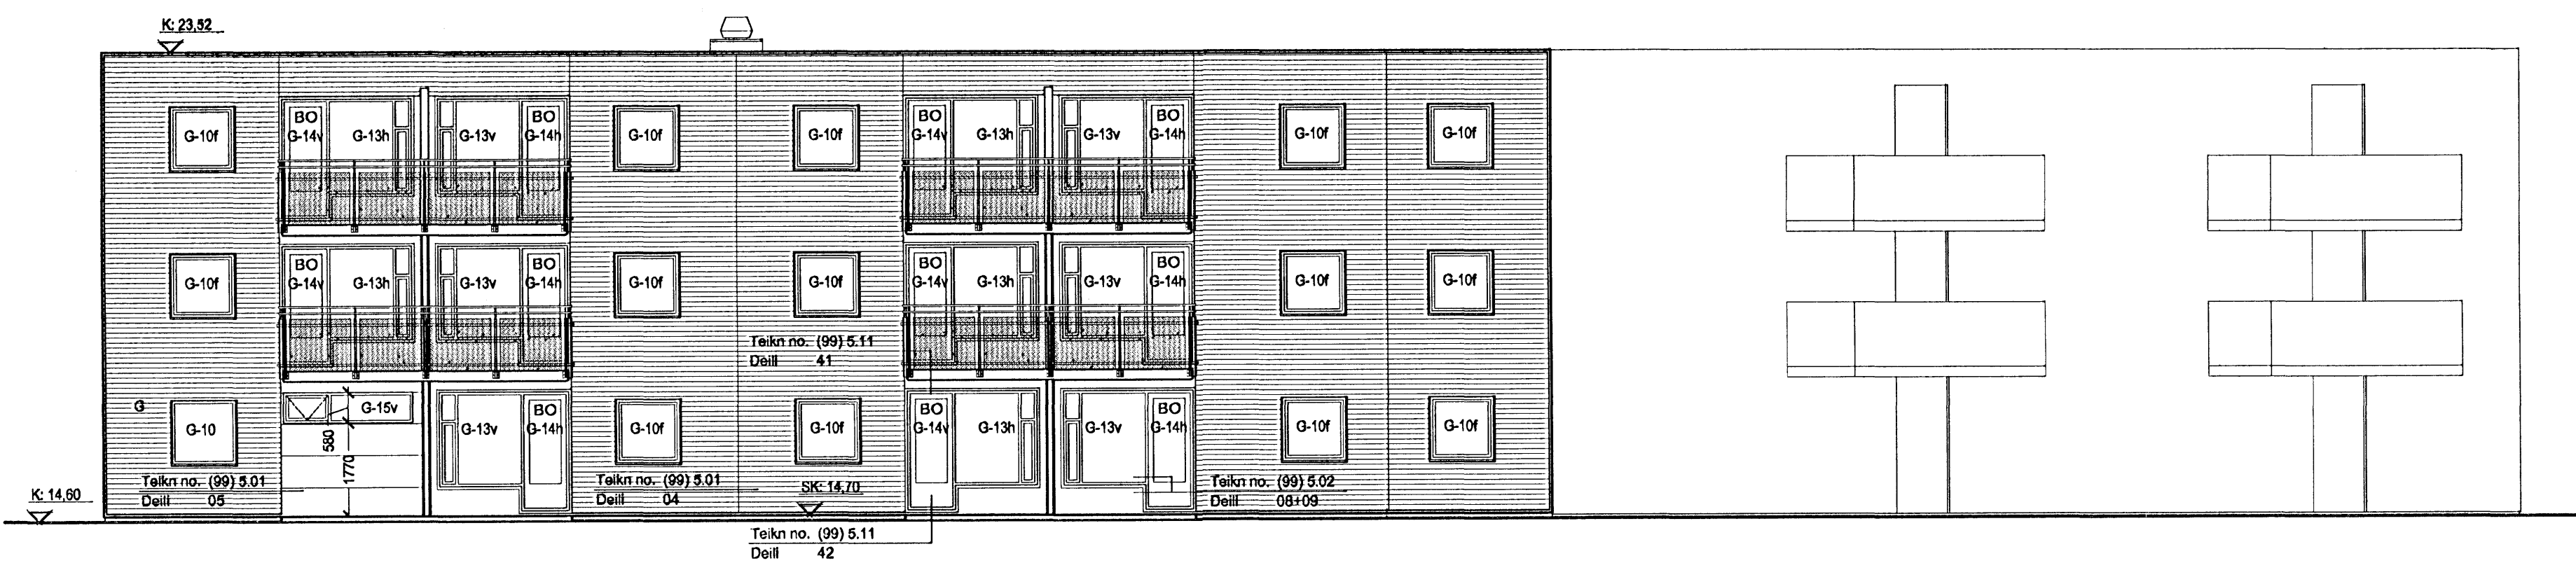 K: 23,52
BO BO BO BO
G-10f G-14v G-13h G-13v G-14h G-10f G-10f G-14v G-13h G-13v G-14h G-10f G-10f
BO BO BO BO
G-10f G-14v G-13h G-13v G-14h G-10f G-10f G-14v G-13h G-13v G-14h G-10f G-10f
Teikn no. (99) 5.11
Deill 41
G G-15v BO BO BO
G-10 G-13v G-14h G-10f G-10f G-14v G-13h G-13v G-14h G-10f G-10f
580
1770
Teikn no. (99) 5.01
Deill 05
Teikn no. (99) 5.01
Deill 04
SK: 14,70
Teikn no. (99) 5.02
Deill 08+09
K: 14,60
Teikn no. (99) 5.11
Deill 42